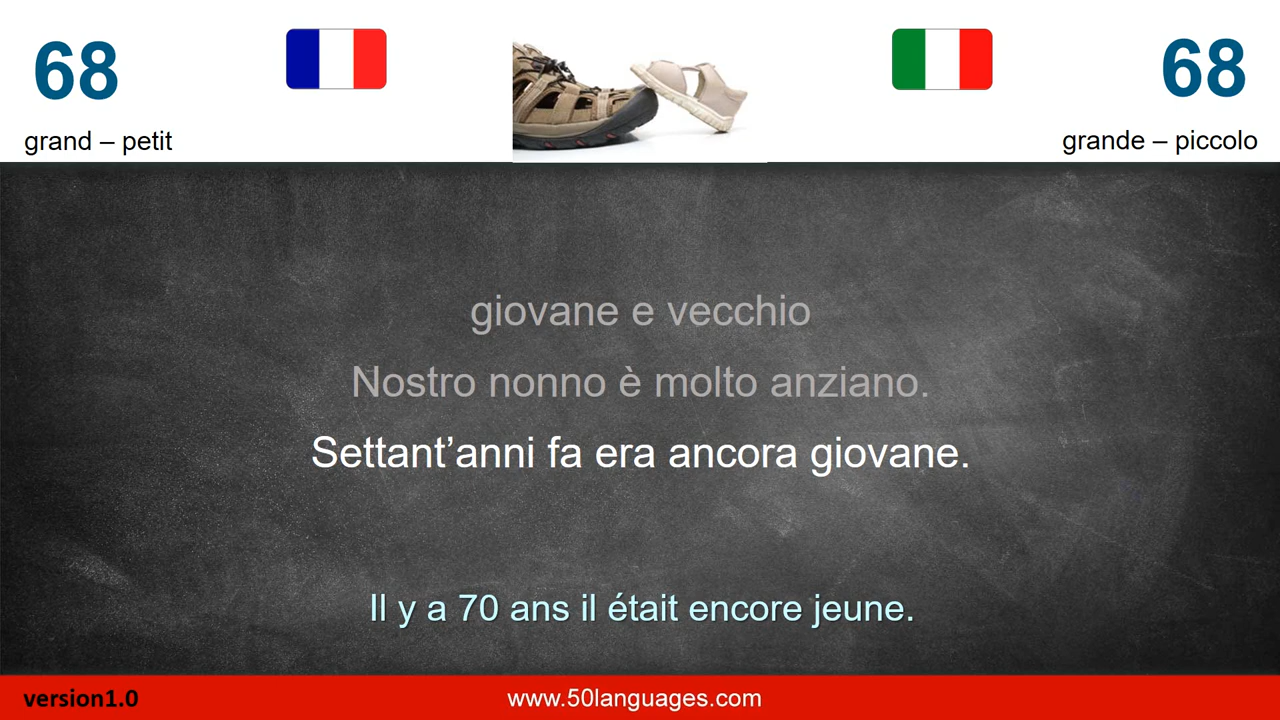 68
68
grand – petit
grande – piccolo
giovane e vecchio
Nostro nonno è molto anziano.
Settant’anni fa era ancora giovane.
Il y a 70 ans il était encore jeune.
version1.0
www.50languages.com